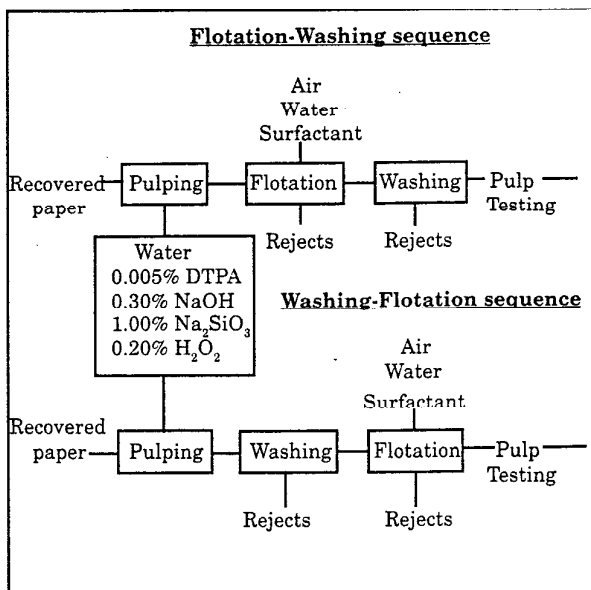 Flotation-Washing sequence
Air
Water
Surfactant
Recovered paper
Pulping
Flotation
Washing
Pulp
Testing
Rejects
Rejects
Water
0.005% DTPA
0.30% NaOH
1.00% Na₂SiO₃
0.20% H₂O₂
Washing-Flotation sequence
Air
Water
Surfactant
Recovered
paper
Pulping
Washing
Flotation
Pulp
Testing
Rejects
Rejects